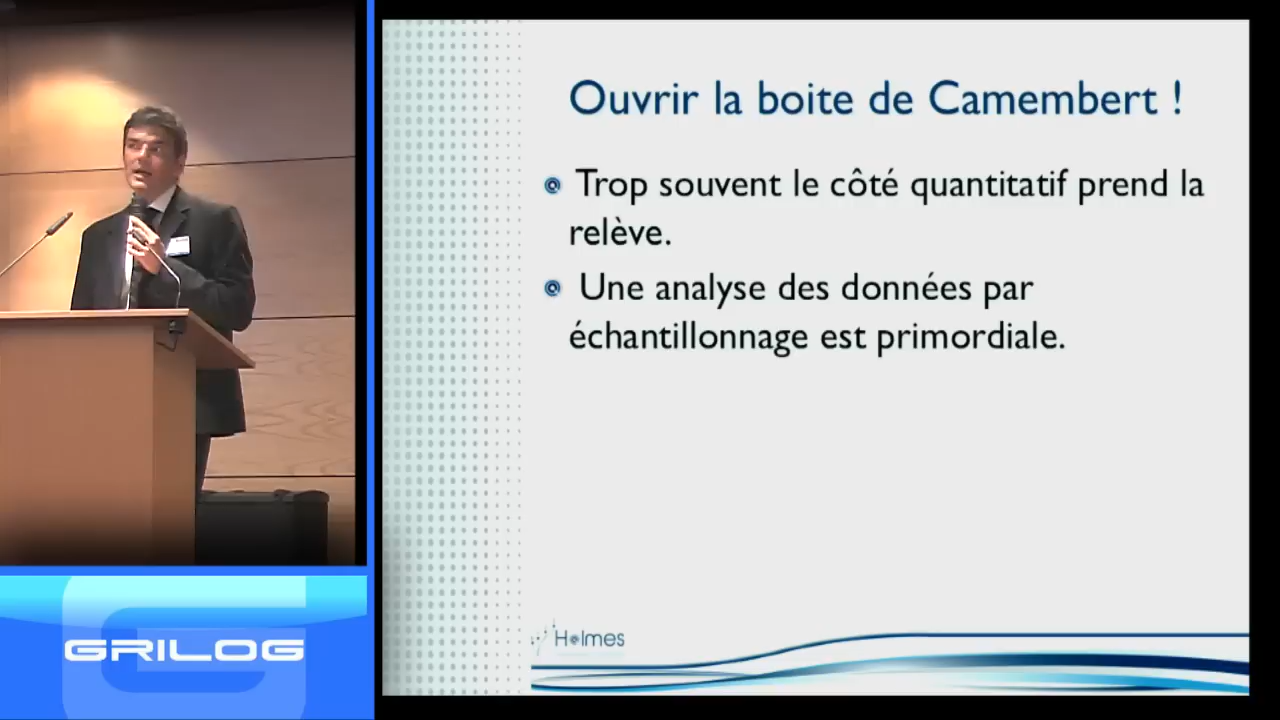 Ouvrir la boite de Camembert !
Trop souvent le côté quantitatif prend la
relève.
Une analyse des données par
échantillonnage est primordiale.
Holmes
GRILOG